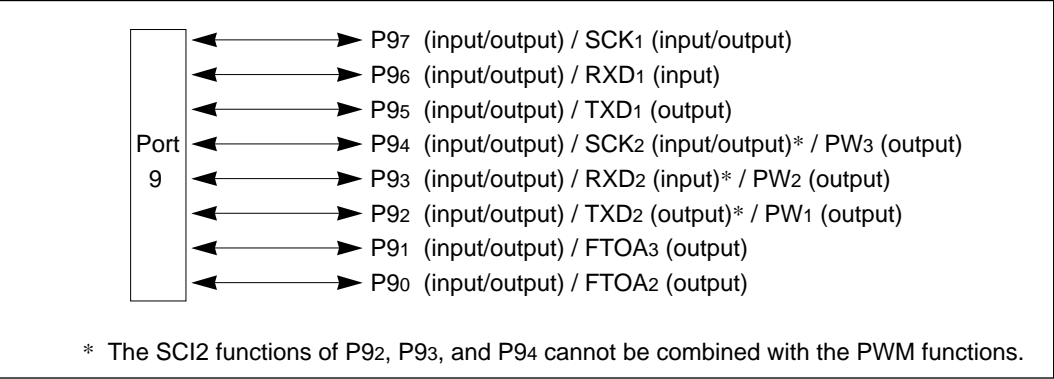 P97 (input/output) / SCK1 (input/output)
P96 (input/output) / RXD1 (input)
P95 (input/output) / TXD1 (output)
Port
9
P94 (input/output) / SCK2 (input/output)* / PW3 (output)
P93 (input/output) / RXD2 (input)* / PW2 (output)
P92 (input/output) / TXD2 (output)* / PW1 (output)
P91 (input/output) / FTOA3 (output)
P90 (input/output) / FTOA2 (output)
* The SCI2 functions of P92, P93, and P94 cannot be combined with the PWM functions.